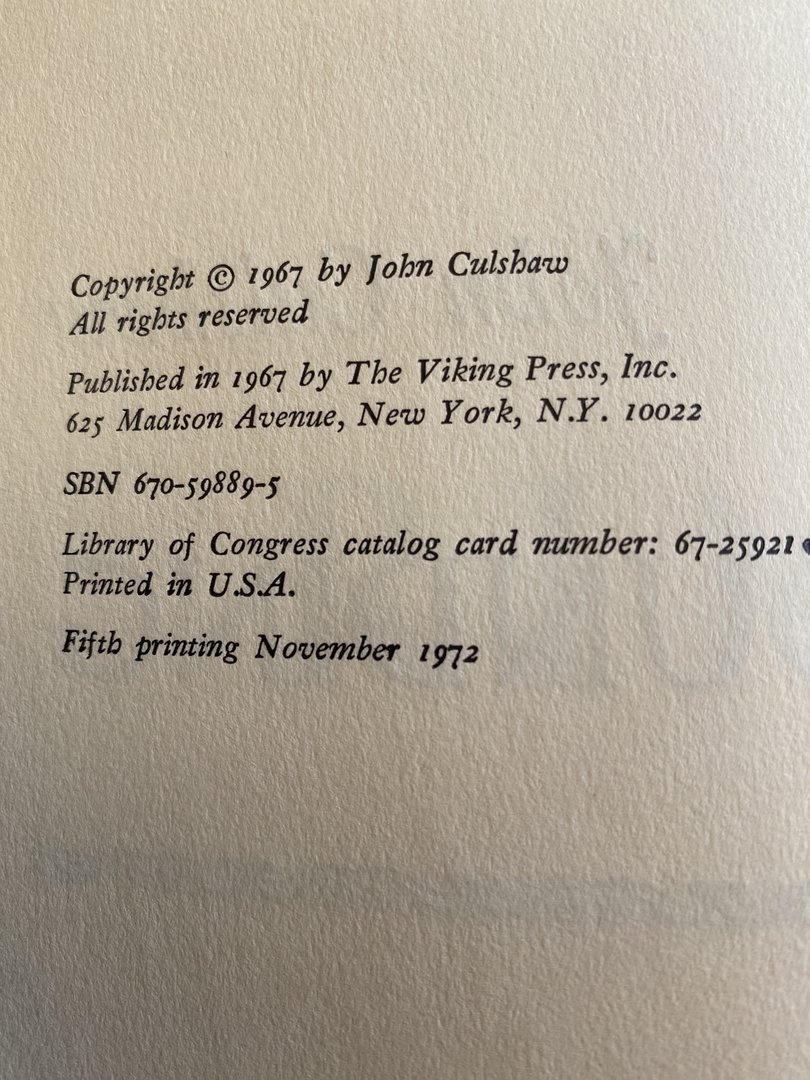 Copyright © 1967 by John Culshaw
All rights reserved
Published in 1967 by The Viking Press, Inc.
625 Madison Avenue, New York, N.Y. 10022
SBN 670-59889-5
Library of Congress catalog card number: 67-25921
Printed in U.S.A.
Fifth printing November 1972